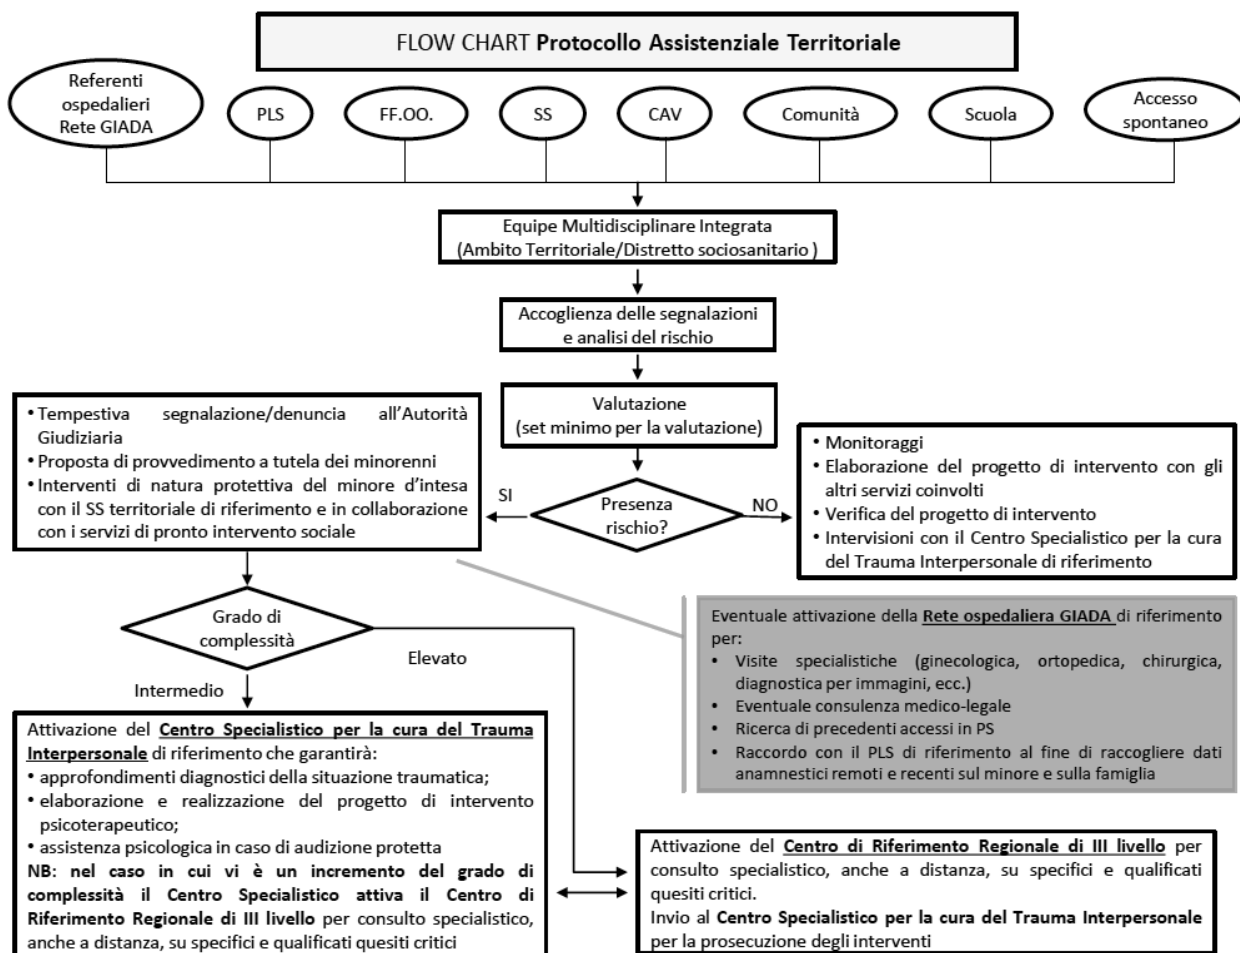 FLOW CHART Protocollo Assistenziale Territoriale
Referenti
ospedalieri
Rete GIADA
PLS
FF.OO.
SS
CAV
Comunità
Scuola
Accesso
spontaneo
Equipe Multidisciplinare Integrata
(Ambito Territoriale/Distretto sociosanitario )
Accoglienza delle segnalazioni
e analisi del rischio
Valutazione
(set minimo per la valutazione)
• Tempestiva segnalazione/denuncia all'Autorità
Giudiziaria
• Proposta di provvedimento a tutela dei minorenni
• Interventi di natura protettiva del minore d'intesa
con il SS territoriale di riferimento e in collaborazione
con i servizi di pronto intervento sociale
SI
Presenza
rischio?
NO
• Monitoraggi
• Elaborazione del progetto di intervento con gli
altri servizi coinvolti
• Verifica del progetto di intervento
• Intervisioni con il Centro Specialistico per la cura
del Trauma Interpersonale di riferimento
Grado di
complessità
Elevato
Intermedio
Eventuale attivazione della Rete ospedaliera GIADA di riferimento
per:
• Visite specialistiche (ginecologica, ortopedica, chirurgica,
diagnostica per immagini, ecc.)
• Eventuale consulenza medico-legale
• Ricerca di precedenti accessi in PS
• Raccordo con il PLS di riferimento al fine di raccogliere dati
anamnestici remoti e recenti sul minore e sulla famiglia
Attivazione del Centro Specialistico per la cura del Trauma
Interpersonale di riferimento che garantirà:
• approfondimenti diagnostici della situazione traumatica;
• elaborazione e realizzazione del progetto di intervento
psicoterapeutico;
• assistenza psicologica in caso di audizione protetta
NB: nel caso in cui vi è un incremento del grado di
complessità il Centro Specialistico attiva il Centro di
Riferimento Regionale di III livello per consulto specialistico,
anche a distanza, su specifici e qualificati quesiti critici
Attivazione del Centro di Riferimento Regionale di III livello per
consulto specialistico, anche a distanza, su specifici e qualificati
quesiti critici.
Invio al Centro Specialistico per la cura del Trauma Interpersonale
per la prosecuzione degli interventi